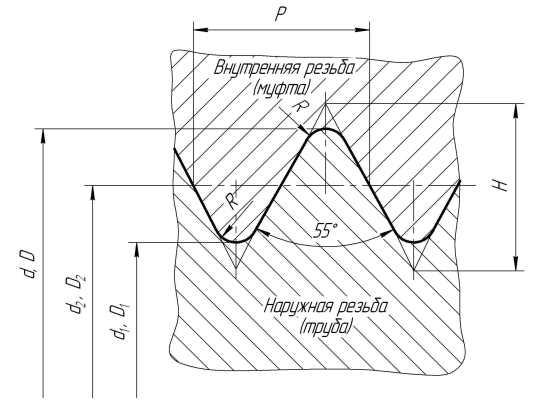 P
Внутренняя резьба
(муфта)
R
H
R
55°
d, D
d₂, D₂
d₁, D₁
Наружная резьба
(труба)